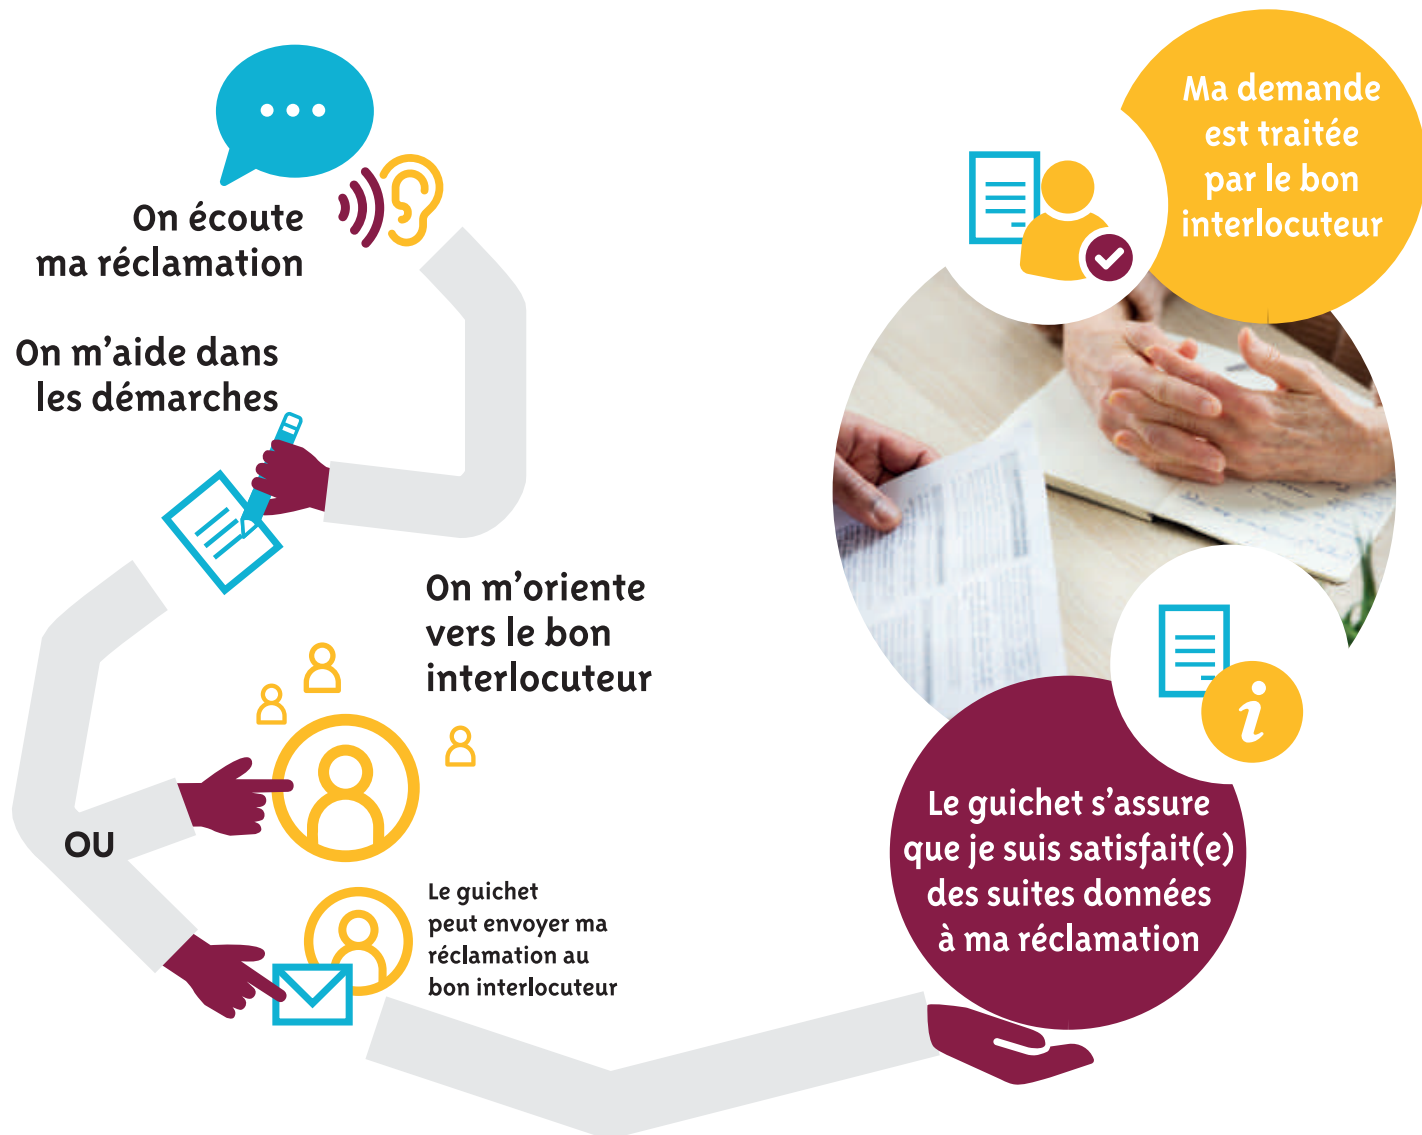 On écoute
ma réclamation
On m'aide dans
les démarches
On m'oriente
vers le bon
interlocuteur
OU
Le guichet
peut envoyer ma
réclamation au
bon interlocuteur
Ma demande
est traitée
par le bon
interlocuteur
i
Le guichet s'assure
que je suis satisfait(e)
des suites données
à ma réclamation